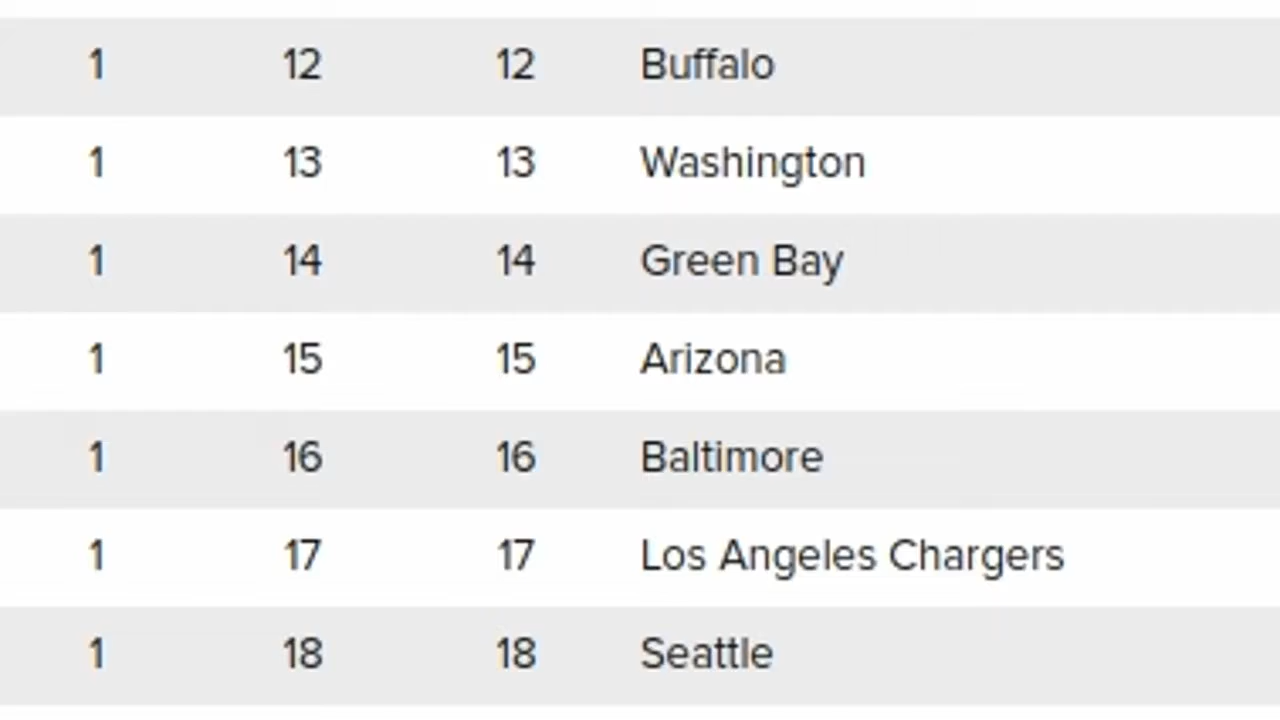 1 12 12 Buffalo
1 13 13 Washington
1 14 14 Green Bay
1 15 15 Arizona
1 16 16 Baltimore
1 17 17 Los Angeles Chargers
1 18 18 Seattle